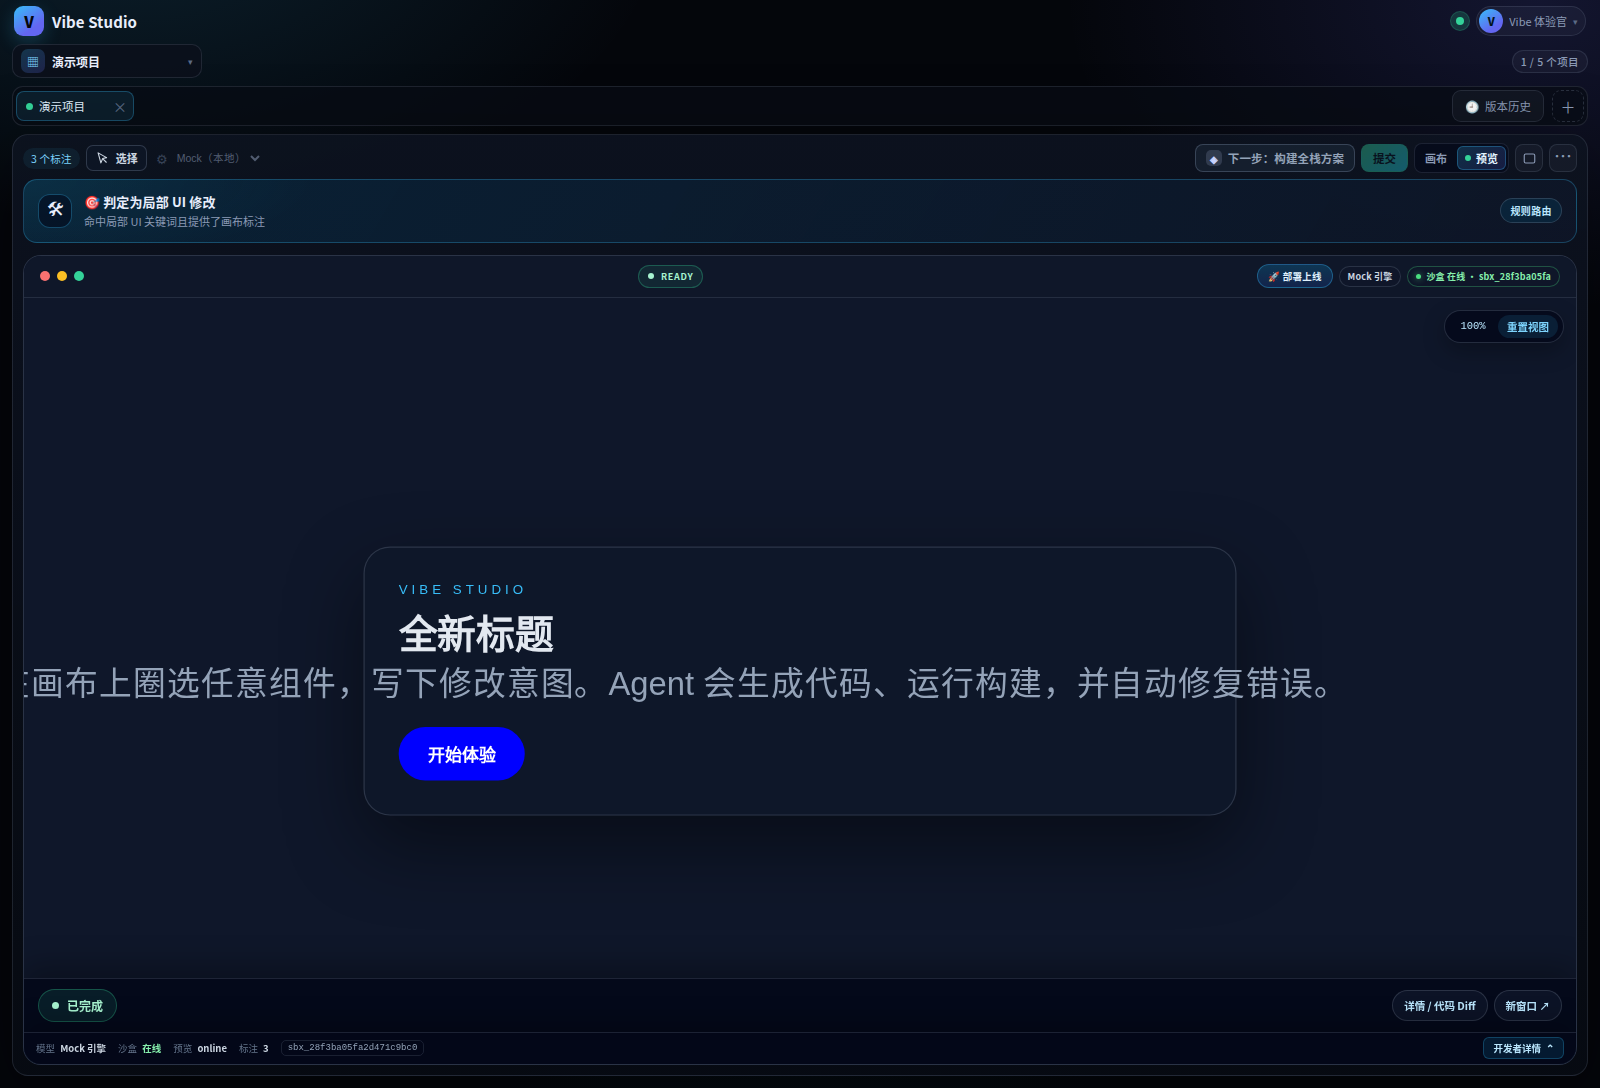 V Vibe Studio
V Vibe 体验官
演示项目
1 / 5 个项目
演示项目
版本历史
3 个标注
选择
Mock（本地）
下一步：构建全栈方案
提交
画布
预览
判定为局部 UI 修改
命中局部 UI 关键词且提供了画布标注
规则路由
READY
部署上线
Mock 引擎
沙盒 在线 · sbx_28f3ba05fa
100%
重置视图
VIBE STUDIO
全新标题
画布上圈选任意组件，写下修改意图。Agent 会生成代码、运行构建，并自动修复错误。
开始体验
已完成
详情 / 代码 Diff
新窗口 ↗
模型 Mock 引擎
沙盒 在线
预览 online
标注 3
sbx_28f3ba05fa2d471c9bc0
开发者详情